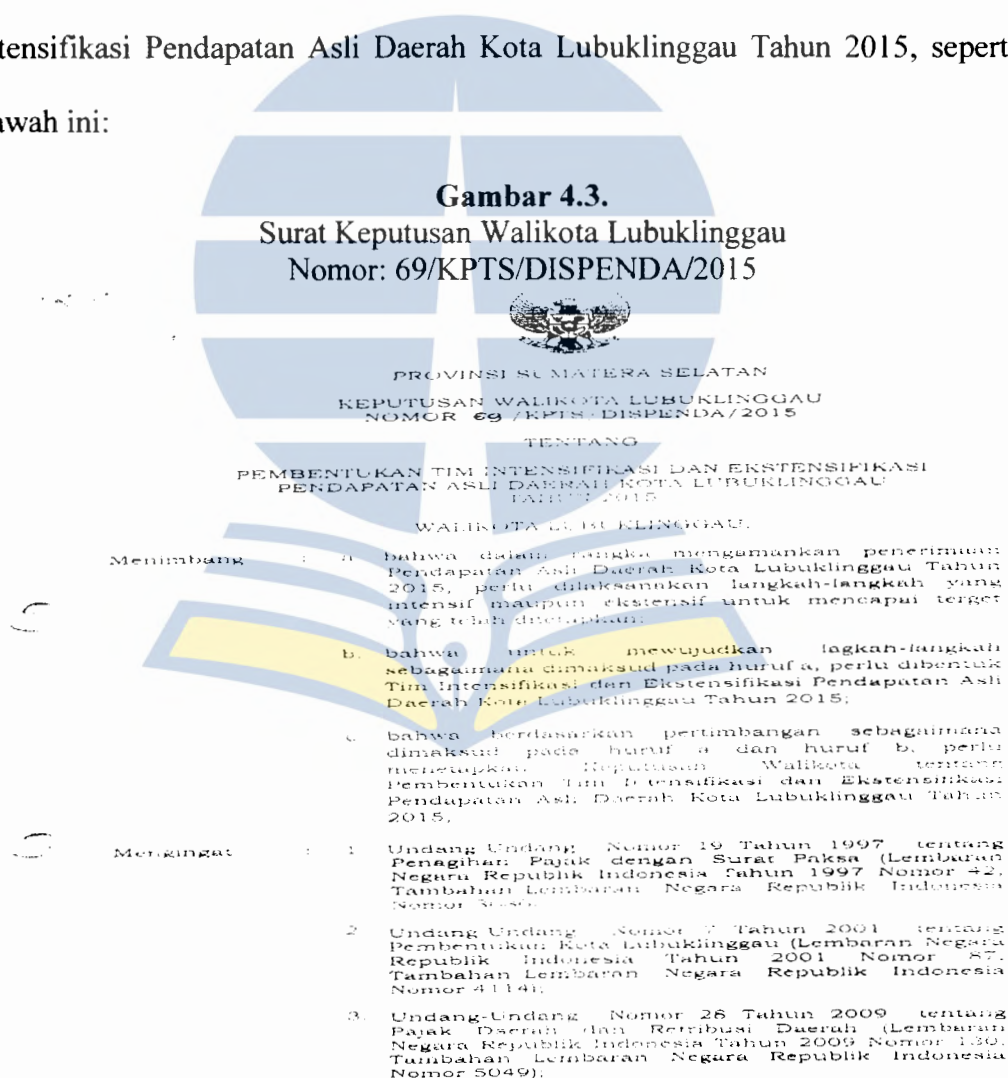 tensifikasi Pendapatan Asli Daerah Kota Lubuklinggau Tahun 2015, sepert
awah ini:
Gambar 4.3.
Surat Keputusan Walikota Lubuklinggau
Nomor: 69/KPTS/DISPENDA/2015
PROVINSI SUMATERA SELATAN
KEPUTUSAN WALIKOTA LUBUKLINGGAU
NOMOR 69 /KPTS/DISPENDA/2015
TENTANG
PEMBENTUKAN TIM INTENSIFIKASI DAN EKSTENSIFIKASI
PENDAPATAN ASLI DAERAH KOTA LUBUKLINGGAU
TAHUN 2015
WALIKOTA LUBUKLINGGAU,
Menimbang : a bahwa dalam rangka mengamankan penerimaan
Pendapatan Asli Daerah Kota Lubuklinggau Tahun
2015, perlu dilaksanakan langkah-langkah yang
intensif maupun ekstensif untuk mencapai terget
yang telah ditetapkan;
b. bahwa untuk mewujudkan lagkah-langkah
sebagaimana dimaksud pada huruf a, perlu dibentuk
Tim Intensifikasi dan Ekstensifikasi Pendapatan Asli
Daerah Kota Lubuklinggau Tahun 2015;
c. bahwa berdasarkan pertimbangan sebagaimana
dimaksud pada huruf a dan huruf b, perlu
menetapkan Keputusan Walikota tentang
Pembentukan Tim Intensifikasi dan Ekstensifikasi
Pendapatan Asli Daerah Kota Lubuklinggau Tahun
2015;
Mengingat : 1 Undang-Undang Nomor 19 Tahun 1997 tentang
Penagihan Pajak dengan Surat Paksa (Lembaran
Negara Republik Indonesia Tahun 1997 Nomor 42,
Tambahan Lembaran Negara Republik Indonesia
Nomor
2 Undang-Undang Nomor 7 Tahun 2001 tentang
Pembentukan Kota Lubuklinggau (Lembaran Negara
Republik Indonesia Tahun 2001 Nomor 87,
Tambahan Lembaran Negara Republik Indonesia
Nomor 4114);
3. Undang-Undang Nomor 28 Tahun 2009 tentang
Pajak Daerah dan Retribusi Daerah (Lembaran
Negara Republik Indonesia Tahun 2009 Nomor 130,
Tambahan Lembaran Negara Republik Indonesia
Nomor 5049);